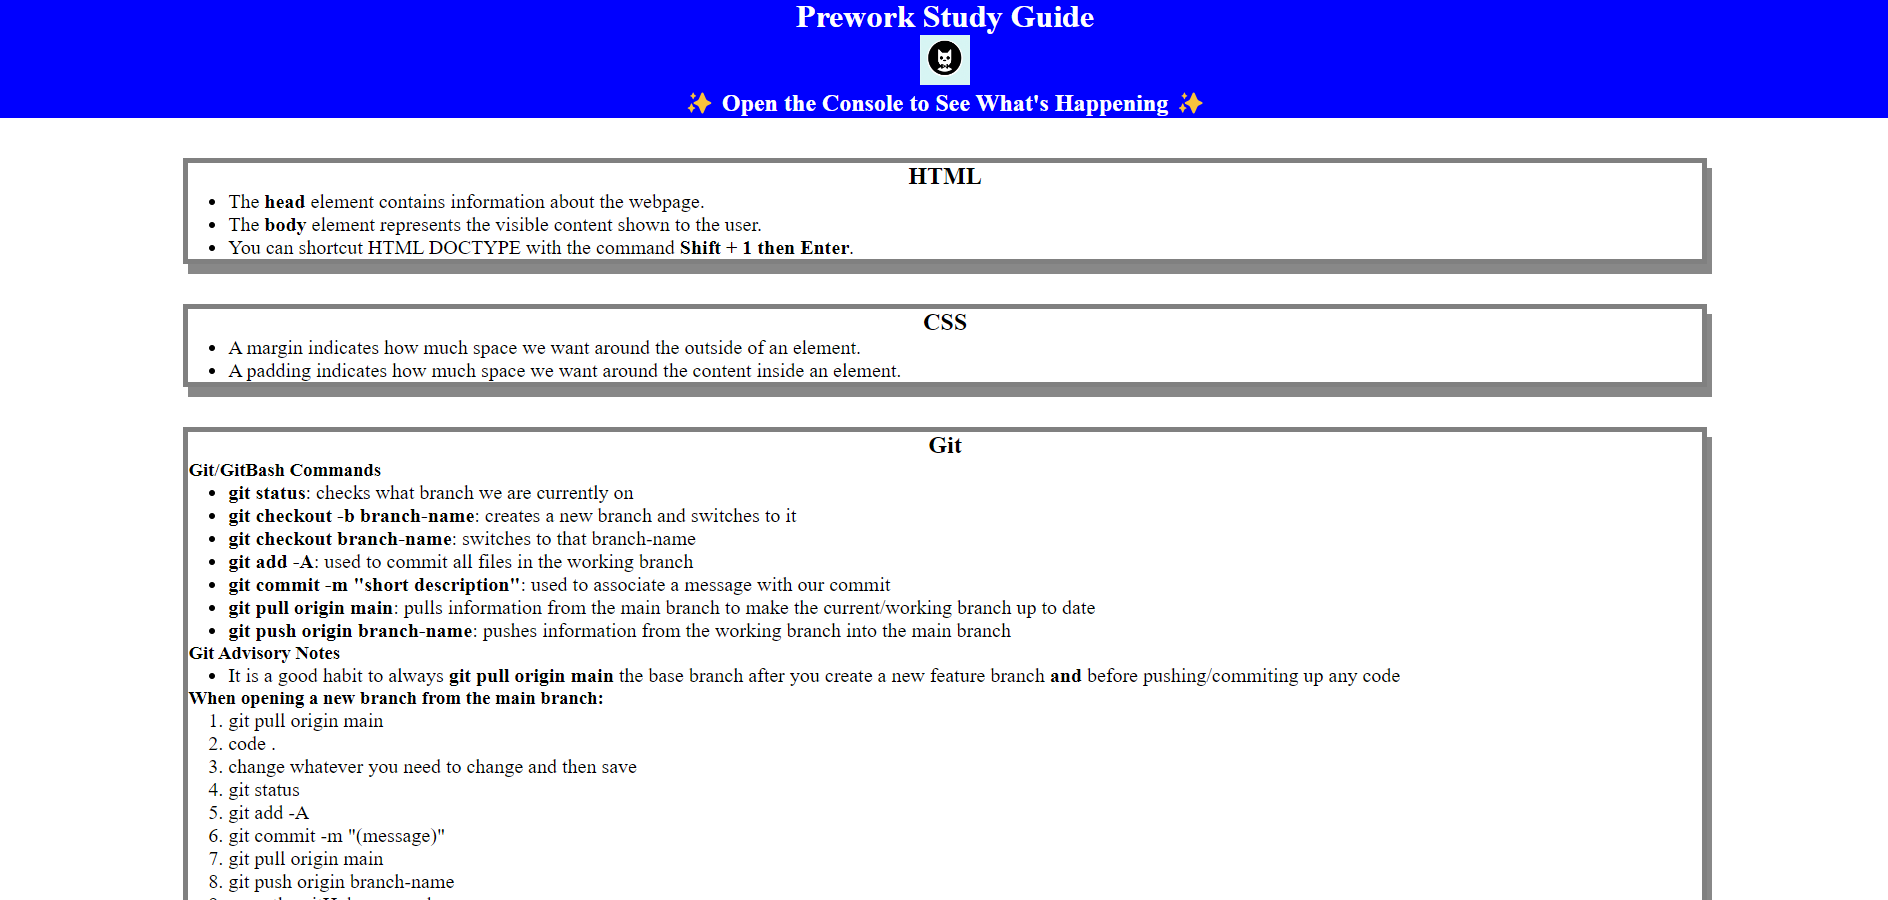 Prework Study Guide
✨ Open the Console to See What's Happening ✨
HTML
• The head element contains information about the webpage.
• The body element represents the visible content shown to the user.
• You can shortcut HTML DOCTYPE with the command Shift + 1 then Enter.
CSS
• A margin indicates how much space we want around the outside of an element.
• A padding indicates how much space we want around the content inside an element.
Git
Git/GitBash Commands
• git status: checks what branch we are currently on
• git checkout -b branch-name: creates a new branch and switches to it
• git checkout branch-name: switches to that branch-name
• git add -A: used to commit all files in the working branch
• git commit -m "short description": used to associate a message with our commit
• git pull origin main: pulls information from the main branch to make the current/working branch up to date
• git push origin branch-name: pushes information from the working branch into the main branch
Git Advisory Notes
• It is a good habit to always git pull origin main the base branch after you create a new feature branch and before pushing/commiting up any code
When opening a new branch from the main branch:
1. git pull origin main
2. code .
3. change whatever you need to change and then save
4. git status
5. git add -A
6. git commit -m "(message)"
7. git pull origin main
8. git push origin branch-name